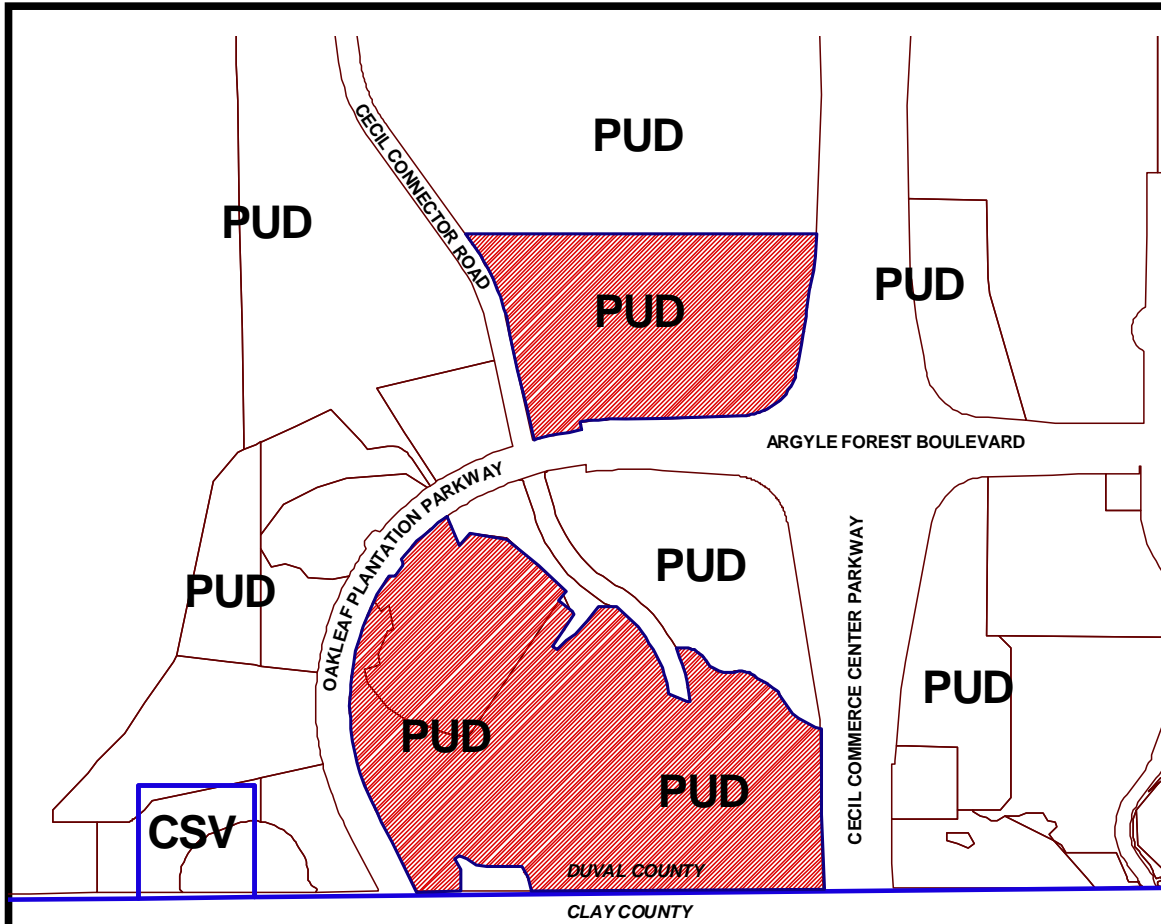 PUD
CECIL CONNECTOR ROAD
PUD
PUD
PUD
ARGYLE FOREST BOULEVARD
OAKLEAF PLANTATION PARKWAY
PUD
PUD
CECIL COMMERCE CENTER PARKWAY
PUD
PUD
PUD
CSV
DUVAL COUNTY
CLAY COUNTY